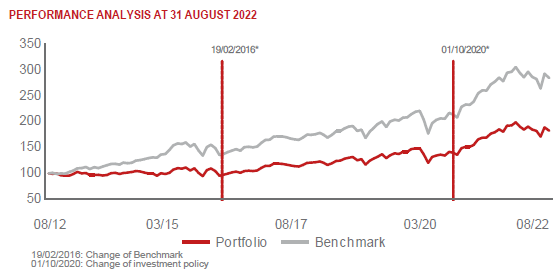 PERFORMANCE ANALYSIS AT 31 AUGUST 2022
350
300
250
200
150
100
50
19/02/2016*
01/10/2020*
08/12
03/15
08/17
03/20
08/22
Portfolio
Benchmark
19/02/2016: Change of Benchmark
01/10/2020: Change of investment policy